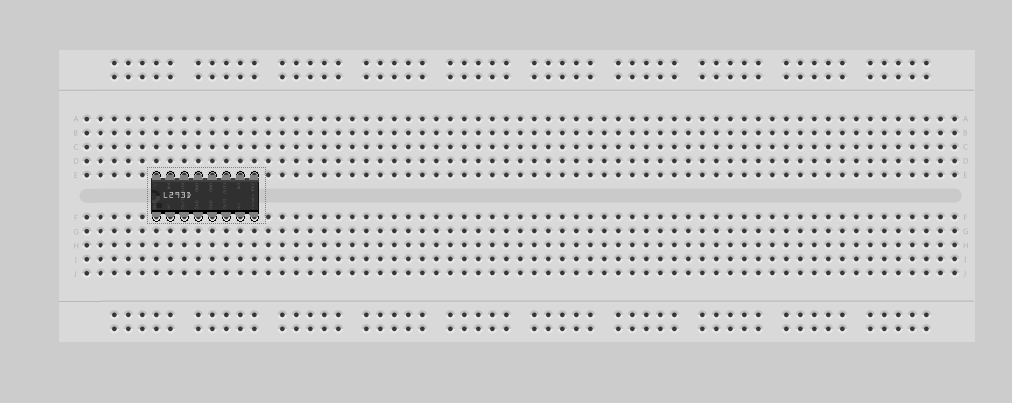 A A
B B
C C
D D
E E
L293D
F F
G G
H H
I I
J J